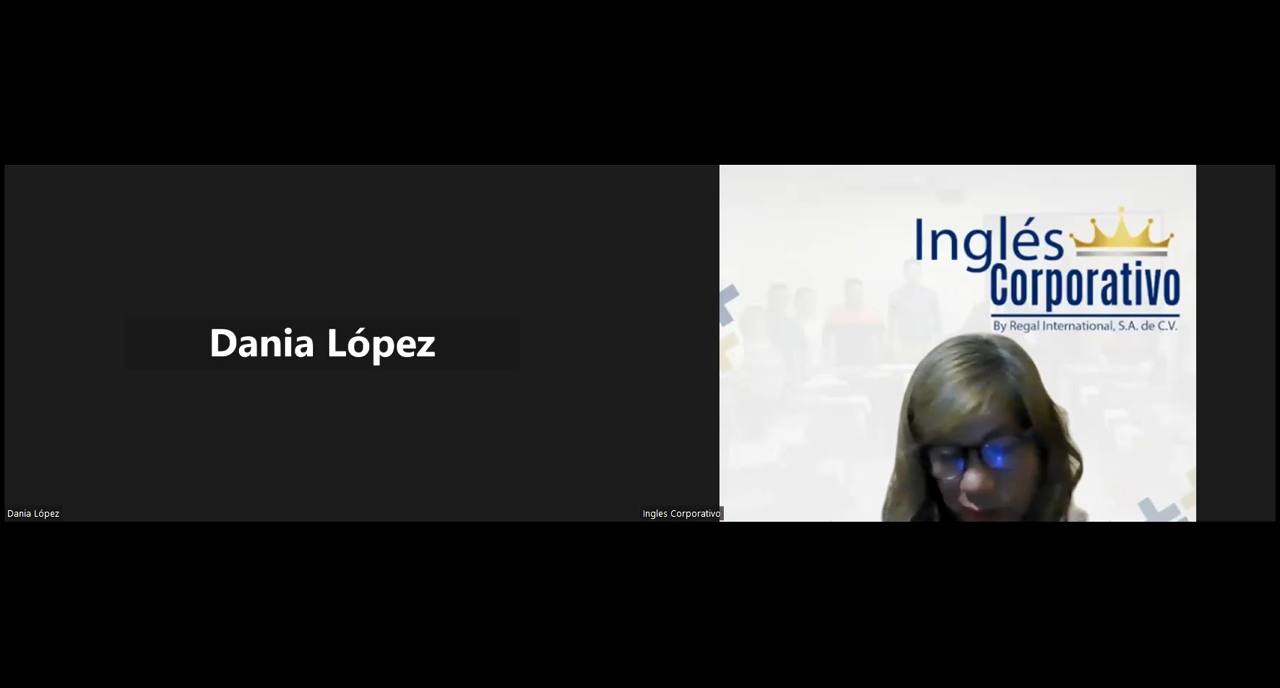 Dania López
Dania López
Ingles Corporativo
Inglés
Corporativo
By Regal International, S.A. de C.V.